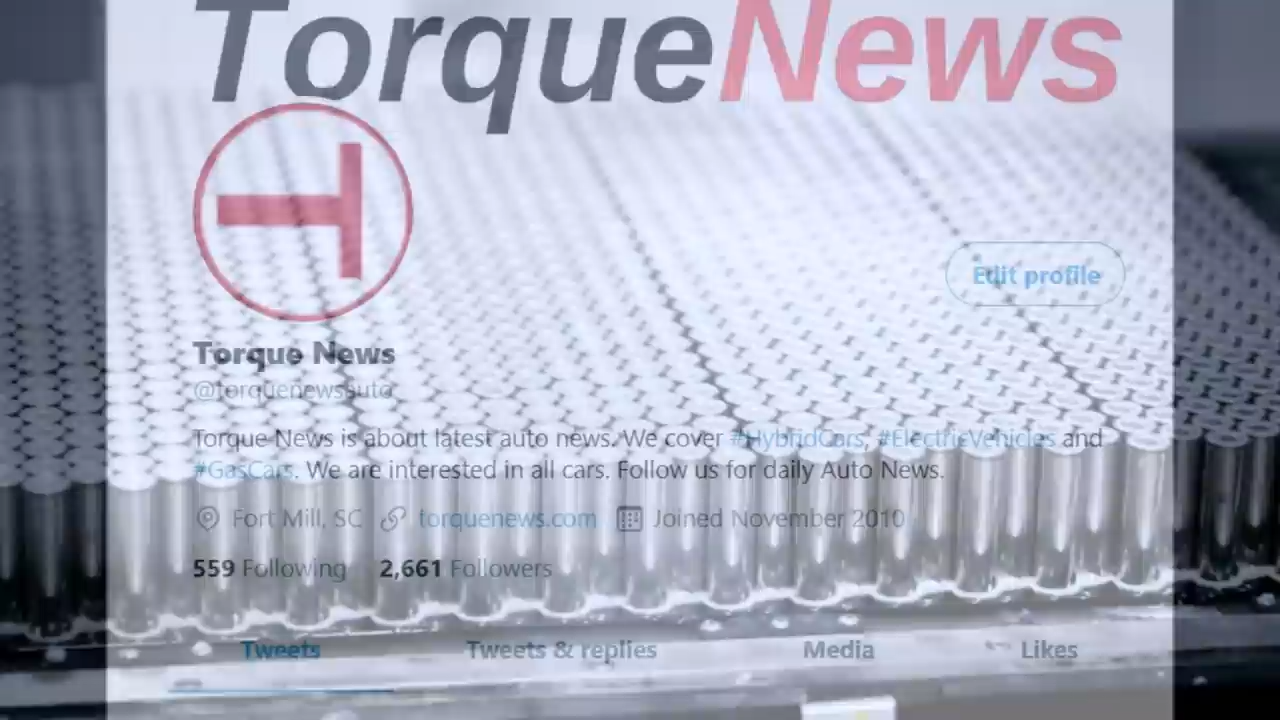 TorqueNews
T
Edit profile
Torque News
@torquenewsauto
Torque News is about latest auto news. We cover #HybridCars, #ElectricVehicles and
#GasCars. We are interested in all cars. Follow us for daily Auto News.
Fort Mill, SC torquenews.com Joined November 2010
559 Following 2,661 Followers
Tweets Tweets & replies Media Likes